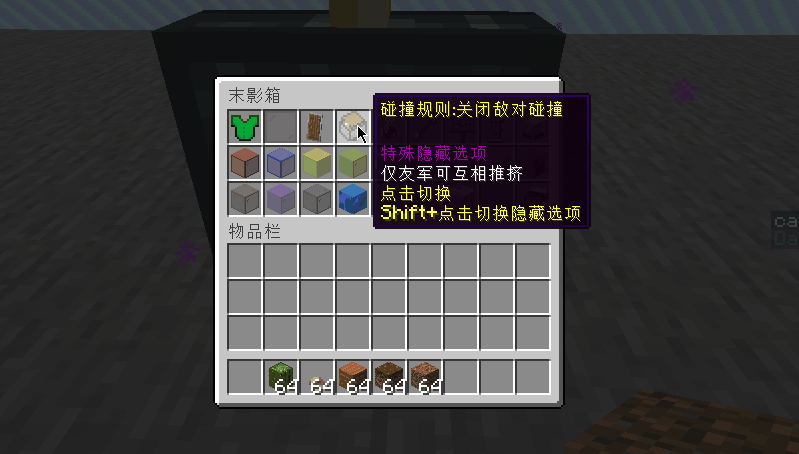 末影箱
碰撞规则:关闭敌对碰撞
特殊隐藏选项
仅友军可互相推挤
点击切换
Shift+点击切换隐藏选项
物品栏
ca
Da
64 64 64 64 64